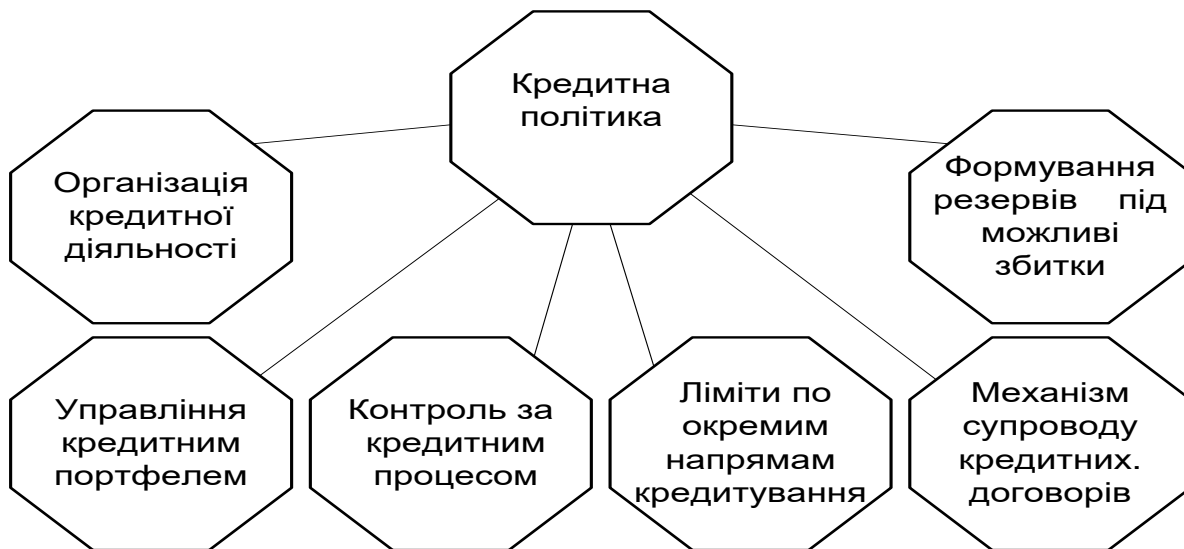 Кредитна
політика
Організація
кредитної
діяльності
Формування
резервів під
можливі
збитки
Управління
кредитним
портфелем
Контроль за
кредитним
процесом
Ліміти по
окремим
напрямам
кредитування
Механізм
супроводу
кредитних.
договорів